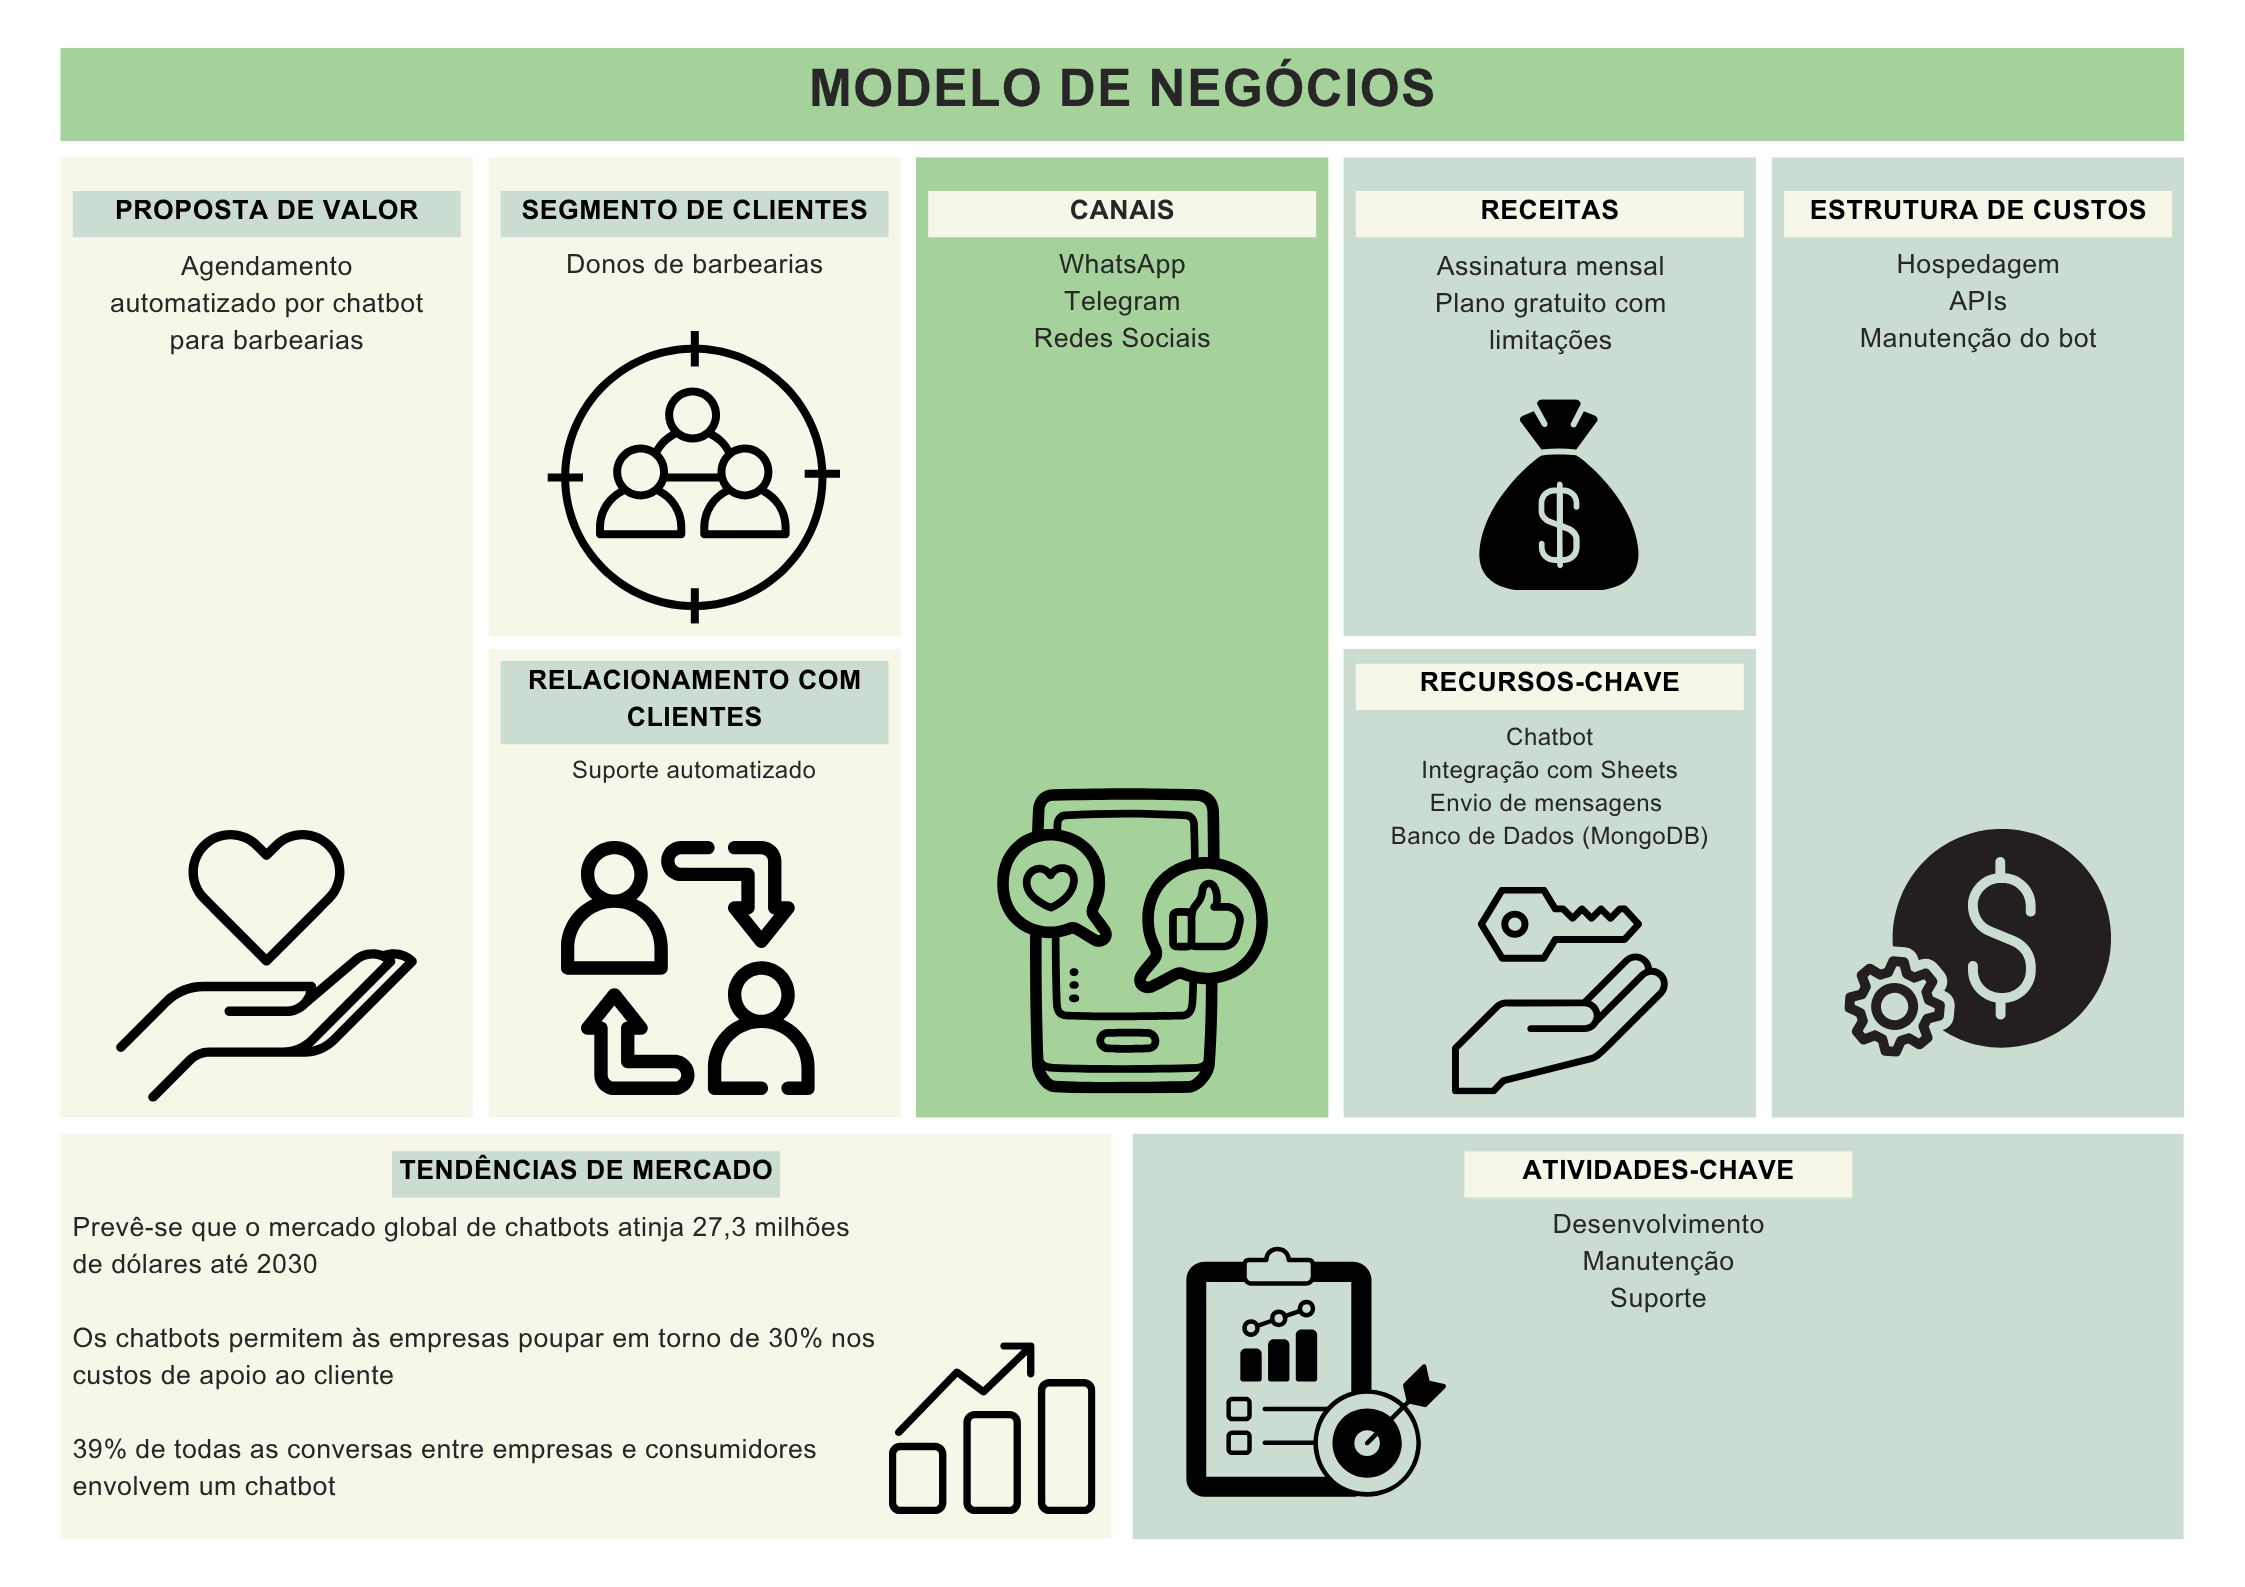 MODELO DE NEGÓCIOS
PROPOSTA DE VALOR
Agendamento
automatizado por chatbot
para barbearias
SEGMENTO DE CLIENTES
Donos de barbearias
RELACIONAMENTO COM
CLIENTES
Suporte automatizado
CANAIS
WhatsApp
Telegram
Redes Sociais
RECEITAS
Assinatura mensal
Plano gratuito com
limitações
$
RECURSOS-CHAVE
Chatbot
Integração com Sheets
Envio de mensagens
Banco de Dados (MongoDB)
ESTRUTURA DE CUSTOS
Hospedagem
APIs
Manutenção do bot
$
TENDÊNCIAS DE MERCADO
Prevê-se que o mercado global de chatbots atinja 27,3 milhões
de dólares até 2030
Os chatbots permitem às empresas poupar em torno de 30% nos
custos de apoio ao cliente
39% de todas as conversas entre empresas e consumidores
envolvem um chatbot
ATIVIDADES-CHAVE
Desenvolvimento
Manutenção
Suporte